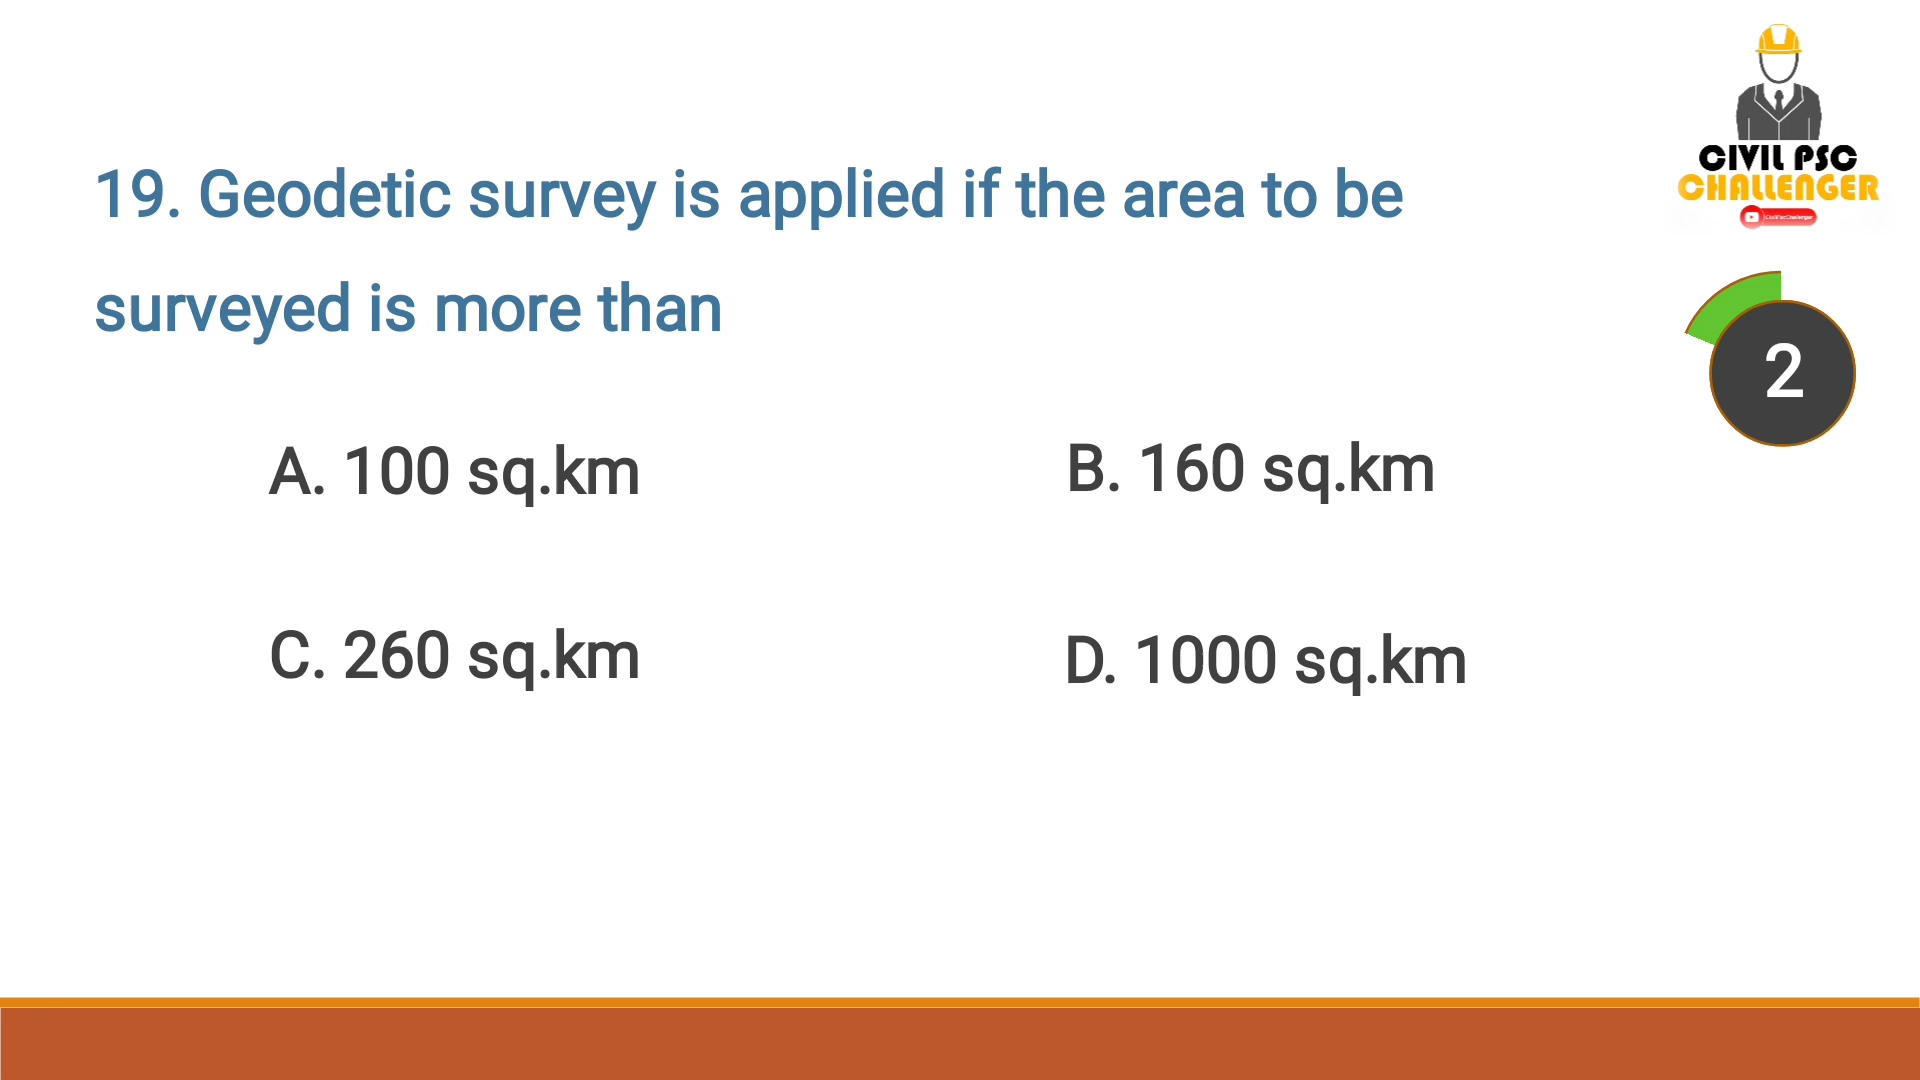 CIVIL PSC
CHALLENGER
19. Geodetic survey is applied if the area to be
surveyed is more than
2
A. 100 sq.km
B. 160 sq.km
C. 260 sq.km
D. 1000 sq.km